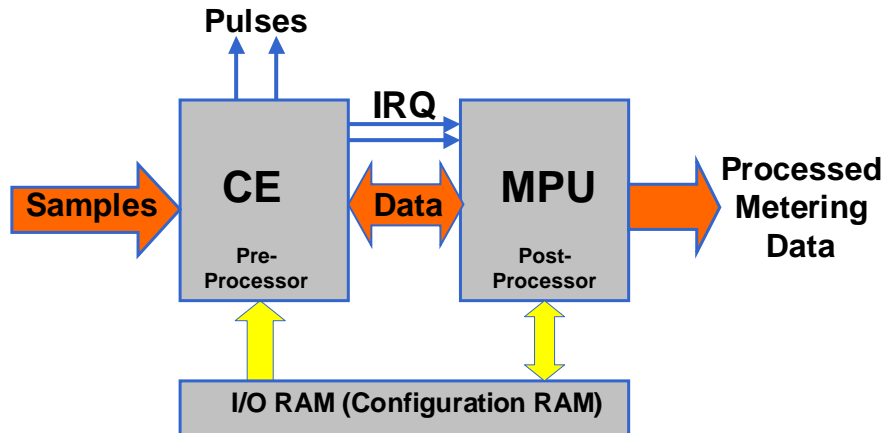 Pulses
IRQ
Samples
CE
Pre-
Processor
Data
MPU
Post-
Processor
Processed
Metering
Data
I/O RAM (Configuration RAM)